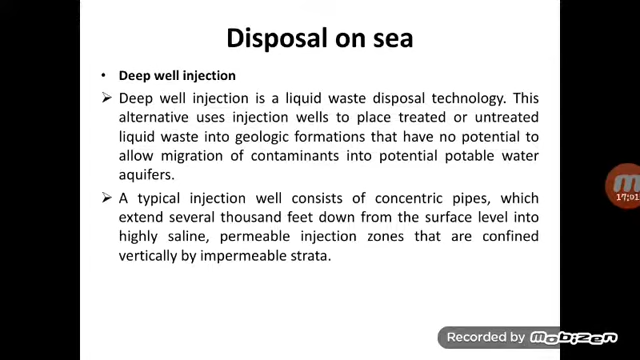 Disposal on sea
• Deep well injection
➢ Deep well injection is a liquid waste disposal technology. This
alternative uses injection wells to place treated or untreated
liquid waste into geologic formations that have no potential to
allow migration of contaminants into potential potable water
aquifers.
➢ A typical injection well consists of concentric pipes, which
extend several thousand feet down from the surface level into
highly saline, permeable injection zones that are confined
vertically by impermeable strata.
m
17:01
Recorded by mobizen